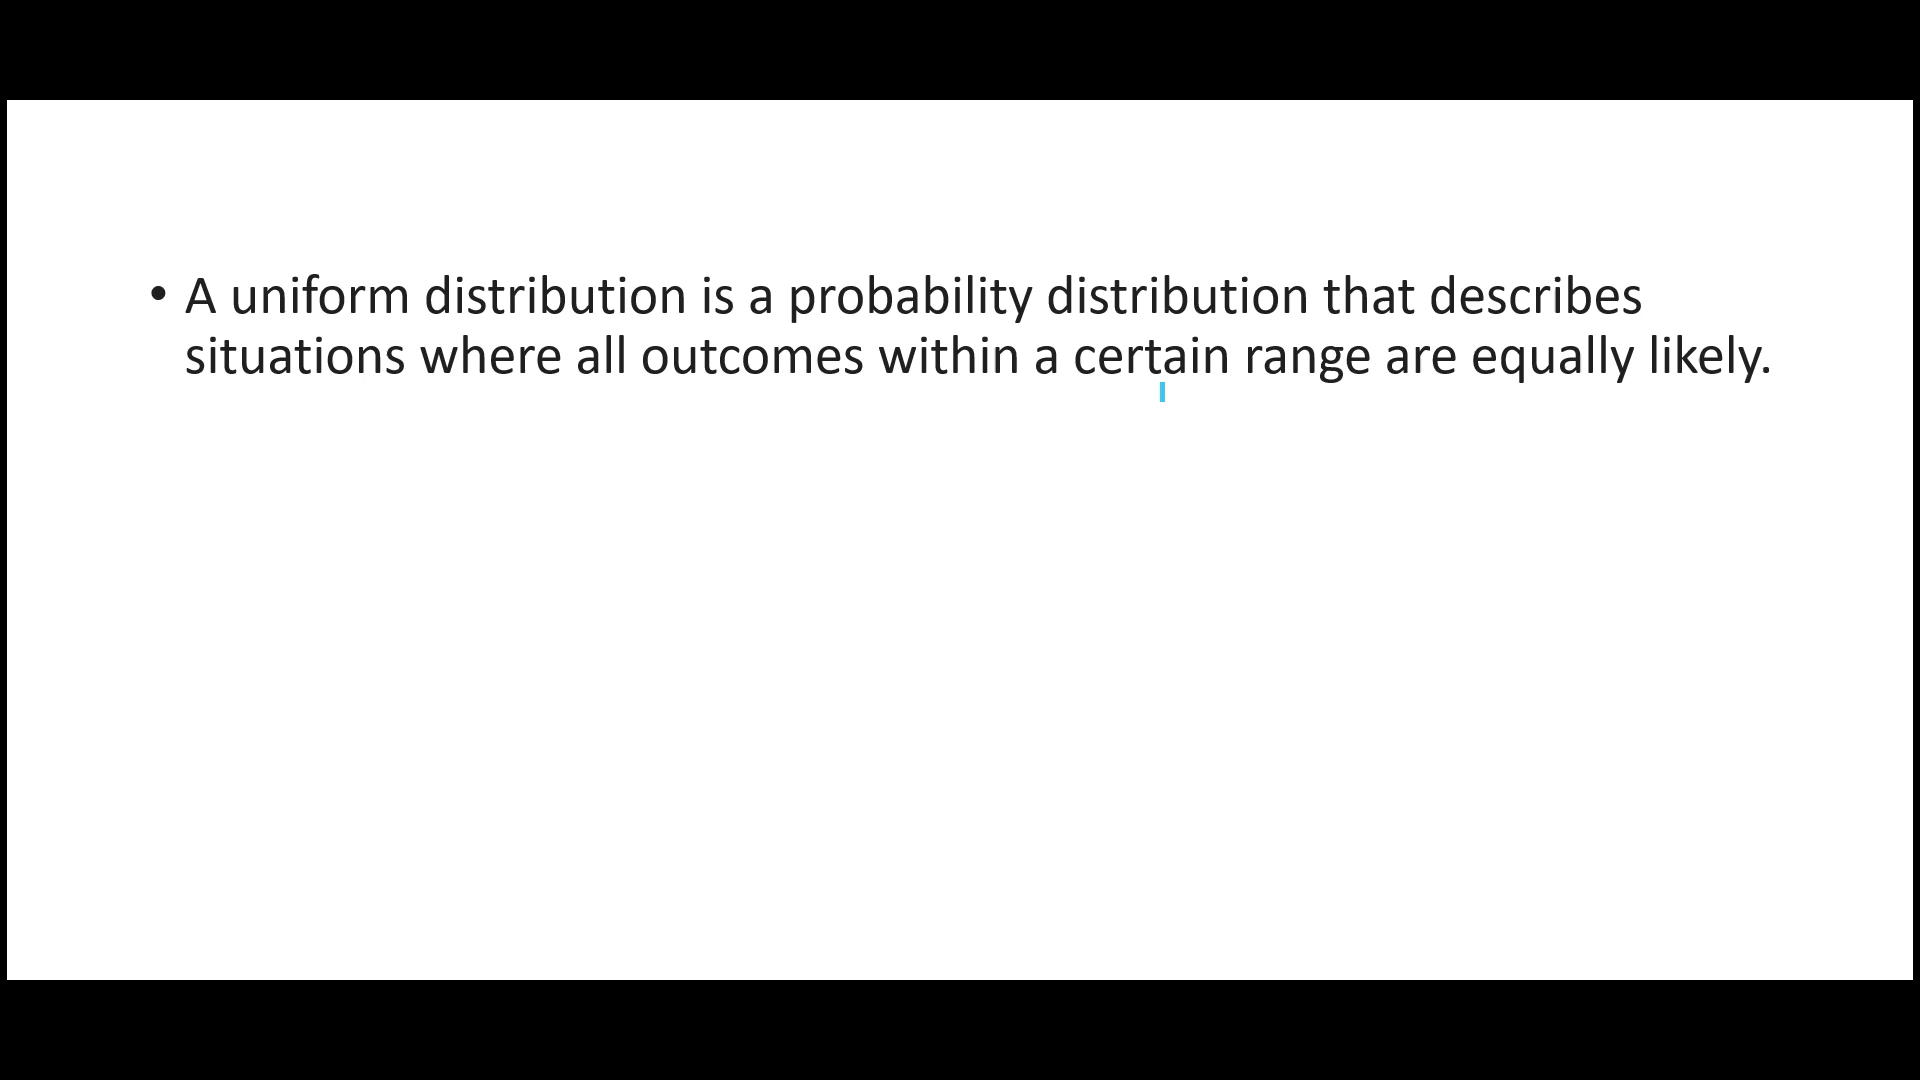 • A uniform distribution is a probability distribution that describes
situations where all outcomes within a certain range are equally likely.